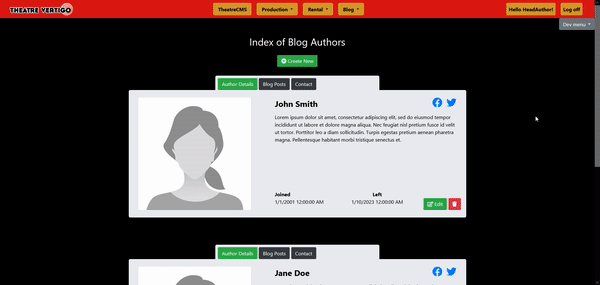 THEATRE VERTIGO
TheatreCMS Production Rental Blog
Hello HeadAuthor! Log off
Dev menu
Index of Blog Authors
Create New
Author Details Blog Posts Contact
John Smith
Lorem ipsum dolor sit amet, consectetur adipiscing elit, sed do eiusmod tempor
incididunt ut labore et dolore magna aliqua. Nec feugiat nisl pretium fusce id velit
ut tortor. Porttitor leo a diam sollicitudin. Turpis egestas pretium aenean pharetra
magna. Pellentesque habitant morbi tristique senectus et.
Joined Left
1/1/2001 12:00:00 AM 1/10/2023 12:00:00 AM
Edit
Author Details Blog Posts Contact
Jane Doe